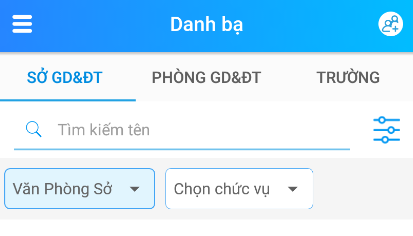 Danh bạ
SỞ GD&ĐT PHÒNG GD&ĐT TRƯỜNG
Tìm kiếm tên
Văn Phòng Sở Chọn chức vụ